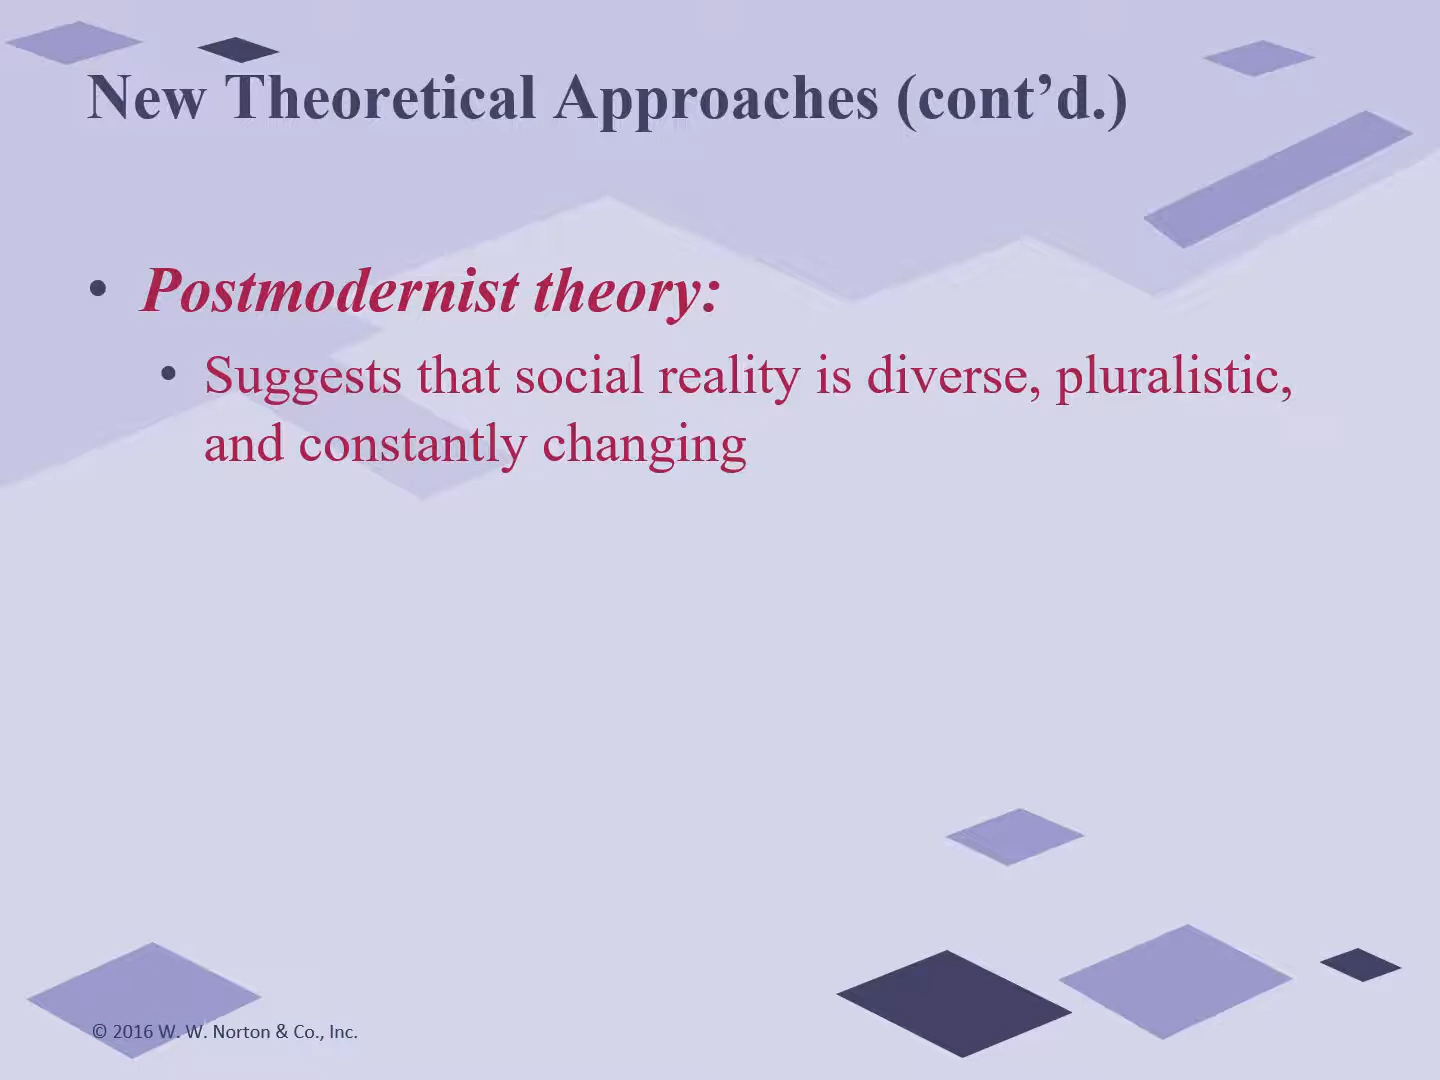 New Theoretical Approaches (cont’d.)
• Postmodernist theory:
• Suggests that social reality is diverse, pluralistic,
and constantly changing
© 2016 W. W. Norton & Co., Inc.